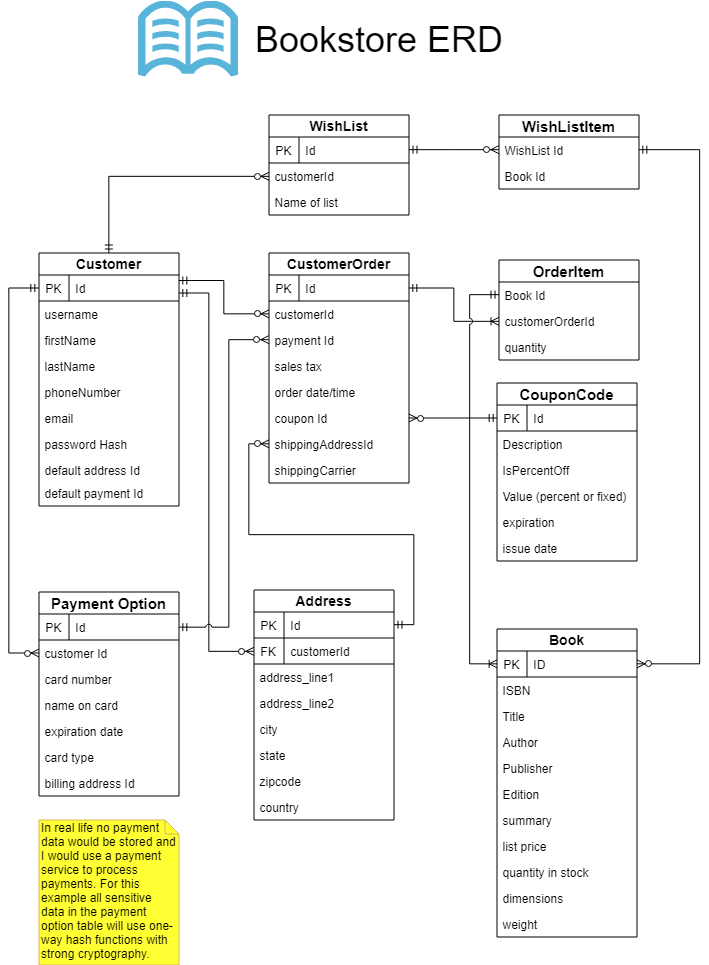 Bookstore ERD
WishList
PK Id
customerId
Name of list
WishListItem
WishList Id
Book Id
Customer
PK Id
username
firstName
lastName
phoneNumber
email
password Hash
default address Id
default payment Id
CustomerOrder
PK Id
customerId
payment Id
sales tax
order date/time
coupon Id
shippingAddressId
shippingCarrier
OrderItem
Book Id
customerOrderId
quantity
CouponCode
PK Id
Description
IsPercentOff
Value (percent or fixed)
expiration
issue date
Payment Option
PK Id
customer Id
card number
name on card
expiration date
card type
billing address Id
Address
PK Id
FK customerId
address_line1
address_line2
city
state
zipcode
country
Book
PK ID
ISBN
Title
Author
Publisher
Edition
summary
list price
quantity in stock
dimensions
weight
In real life no payment
data would be stored and
I would use a payment
service to process
payments. For this
example all sensitive
data in the payment
option table will use one-
way hash functions with
strong cryptography.